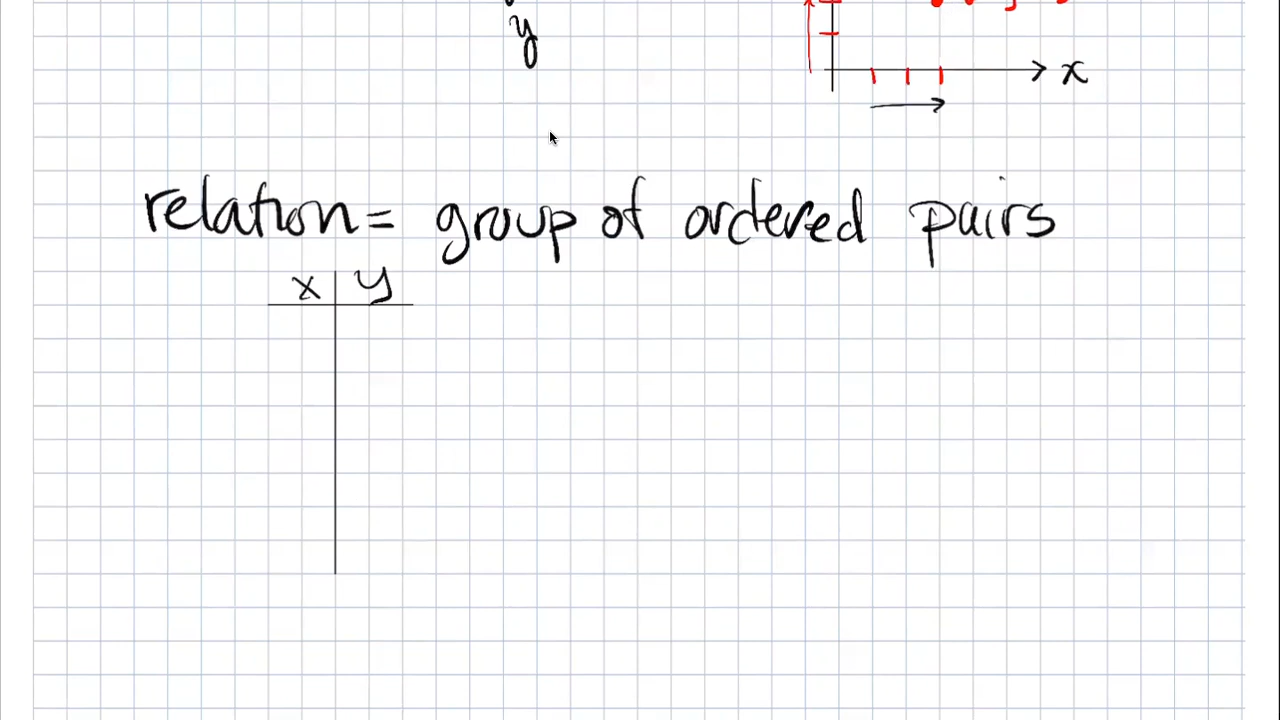 y
x
relation= group of ordered pairs
x y